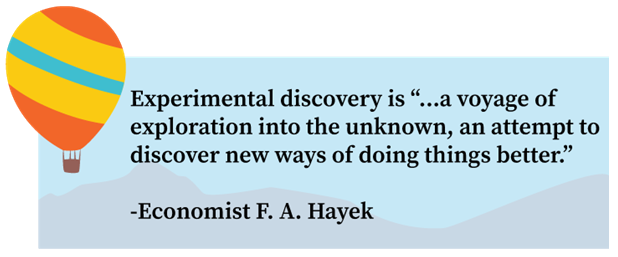 Experimental discovery is “...a voyage of
exploration into the unknown, an attempt to
discover new ways of doing things better.”
-Economist F. A. Hayek